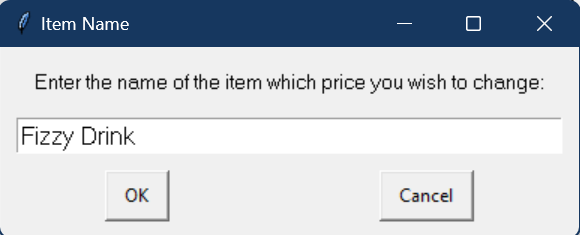 Item Name
Enter the name of the item which price you wish to change:
Fizzy Drink
OK Cancel